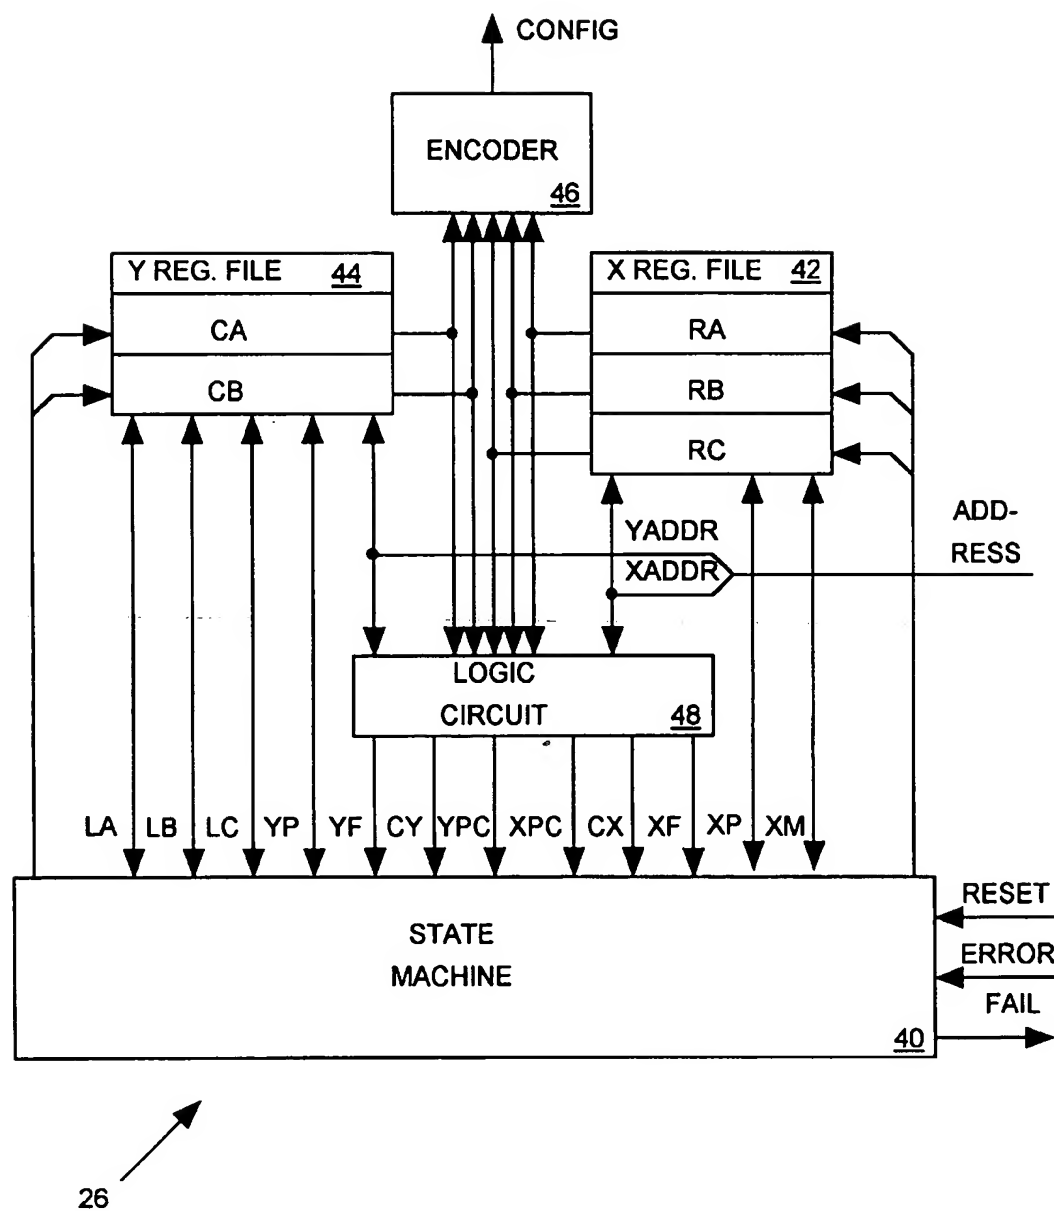 CONFIG
ENCODER
46
Y REG. FILE 44
X REG. FILE 42
CA
RA
CB
RB
RC
YADDR
ADD-
XADDR
RESS
LOGIC
CIRCUIT 48
LA LB LC YP YF CY YPC XPC CX XF XP XM
RESET
STATE
ERROR
MACHINE
FAIL
40
26